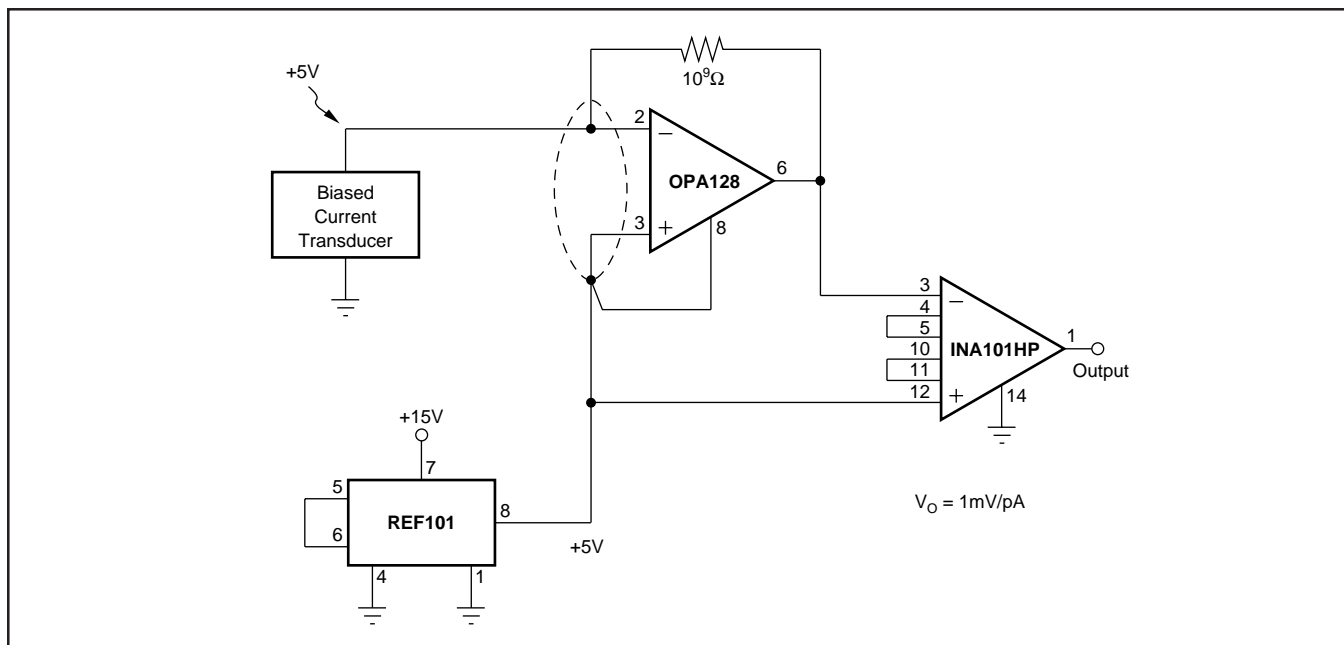 10⁹Ω
+5V
2
−
OPA128
6
3
+
8
Biased
Current
Transducer
3
−
4
5
10
11
12
+
INA101HP
1
Output
14
+15V
7
5
6
REF101
8
+5V
4
1
V_O = 1mV/pA